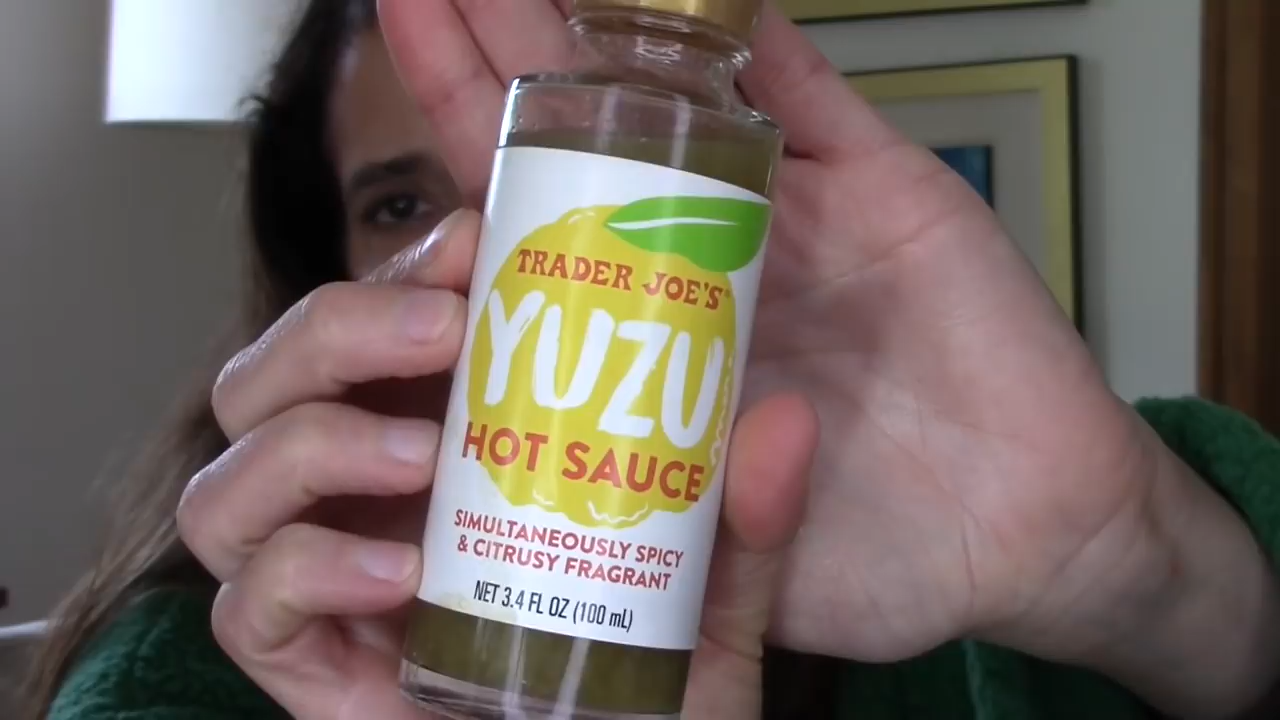 TRADER JOE'S®
YUZU
HOT SAUCE
SIMULTANEOUSLY SPICY
& CITRUSY FRAGRANT
NET 3.4 FL OZ (100 mL)